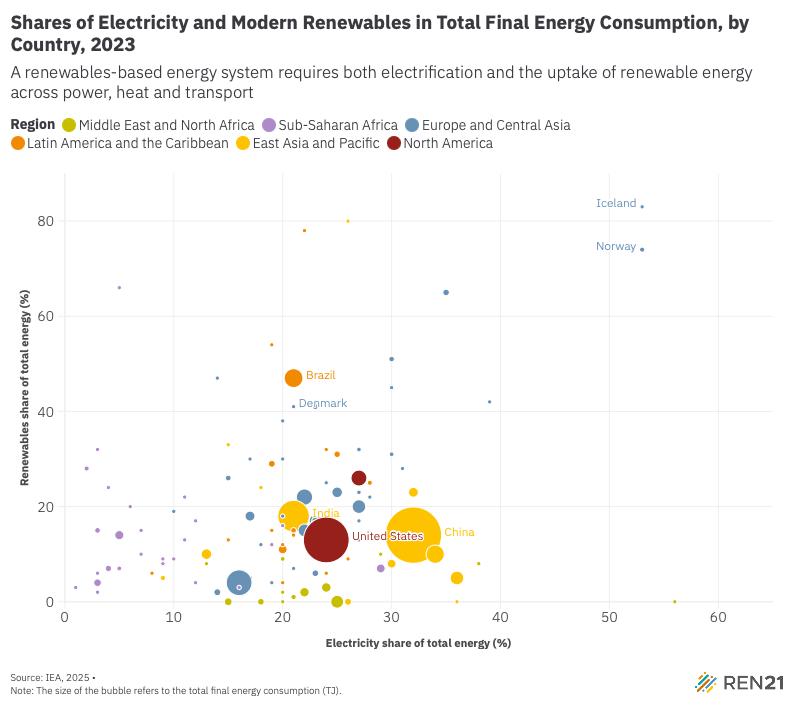 Shares of Electricity and Modern Renewables in Total Final Energy Consumption, by
Country, 2023
A renewables-based energy system requires both electrification and the uptake of renewable energy
across power, heat and transport
Region Middle East and North Africa Sub-Saharan Africa Europe and Central Asia
Latin America and the Caribbean East Asia and Pacific North America
Renewables share of total energy (%)
80
60
40
20
0
Iceland
Norway
Brazil
Denmark
India
United States
China
0 10 20 30 40 50 60
Electricity share of total energy (%)
Source: IEA, 2025 •
Note: The size of the bubble refers to the total final energy consumption (TJ).
REN21